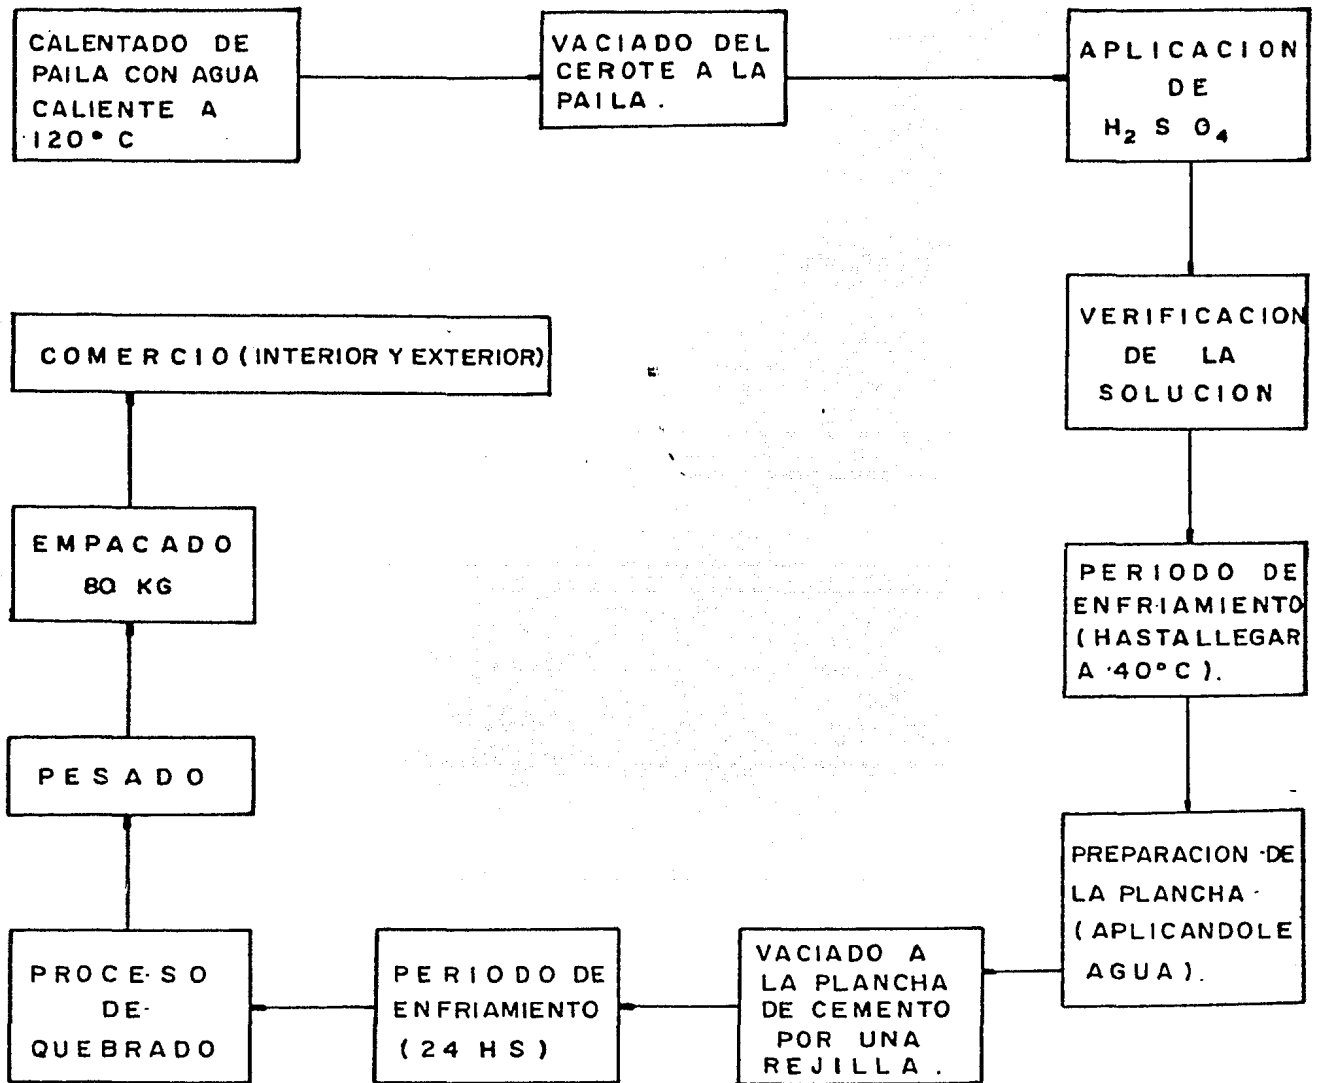 CALENTADO DE
PAILA CON AGUA
CALIENTE A
120° C
VACIADO DEL
CEROTE A LA
PAILA.
APLICACION
DE
H₂ S O₄
VERIFICACION
DE LA
SOLUCION
PERIODO DE
ENFRIAMIENTO
(HASTA LLEGAR
A 40°C).
PREPARACION DE
LA PLANCHA
(APLICANDOLE
AGUA).
VACIADO A
LA PLANCHA
DE CEMENTO
POR UNA
REJILLA.
PERIODO DE
ENFRIAMIENTO
(24 HS)
PROCESO
DE
QUEBRADO
PESADO
EMPACADO
80 KG
COMERCIO (INTERIOR Y EXTERIOR)